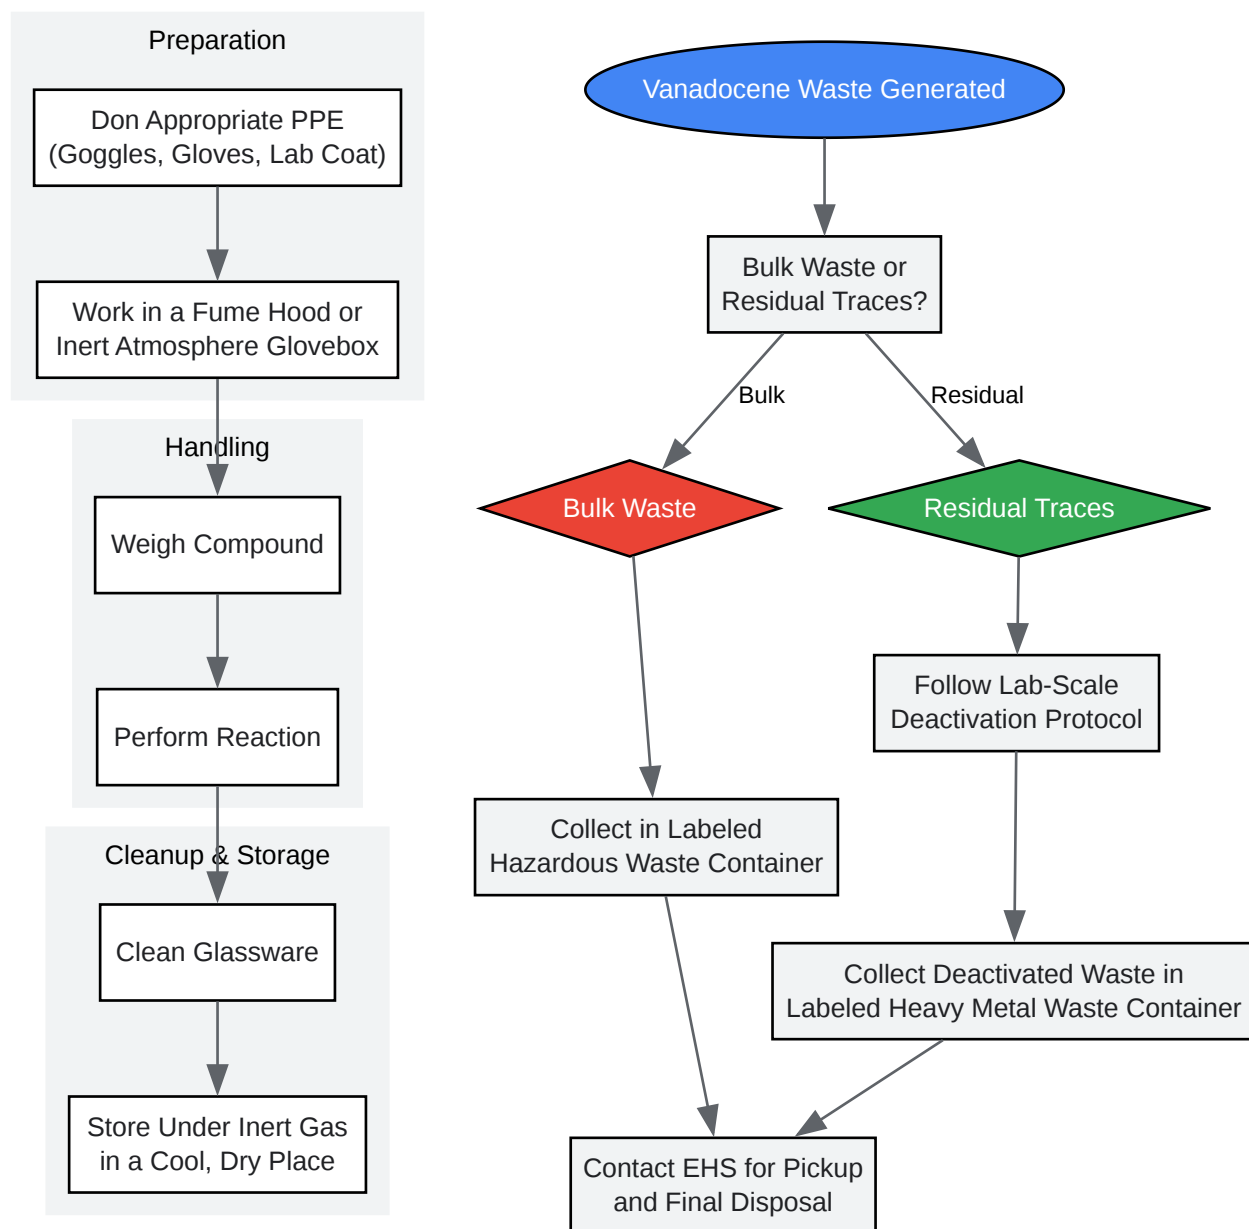 Preparation
Don Appropriate PPE
(Goggles, Gloves, Lab Coat)
Work in a Fume Hood or
Inert Atmosphere Glovebox
Handling
Weigh Compound
Perform Reaction
Cleanup & Storage
Clean Glassware
Store Under Inert Gas
in a Cool, Dry Place
Vanadocene Waste Generated
Bulk Waste or
Residual Traces?
Bulk
Residual
Bulk Waste
Residual Traces
Follow Lab-Scale
Deactivation Protocol
Collect in Labeled
Hazardous Waste Container
Collect Deactivated Waste in
Labeled Heavy Metal Waste Container
Contact EHS for Pickup
and Final Disposal